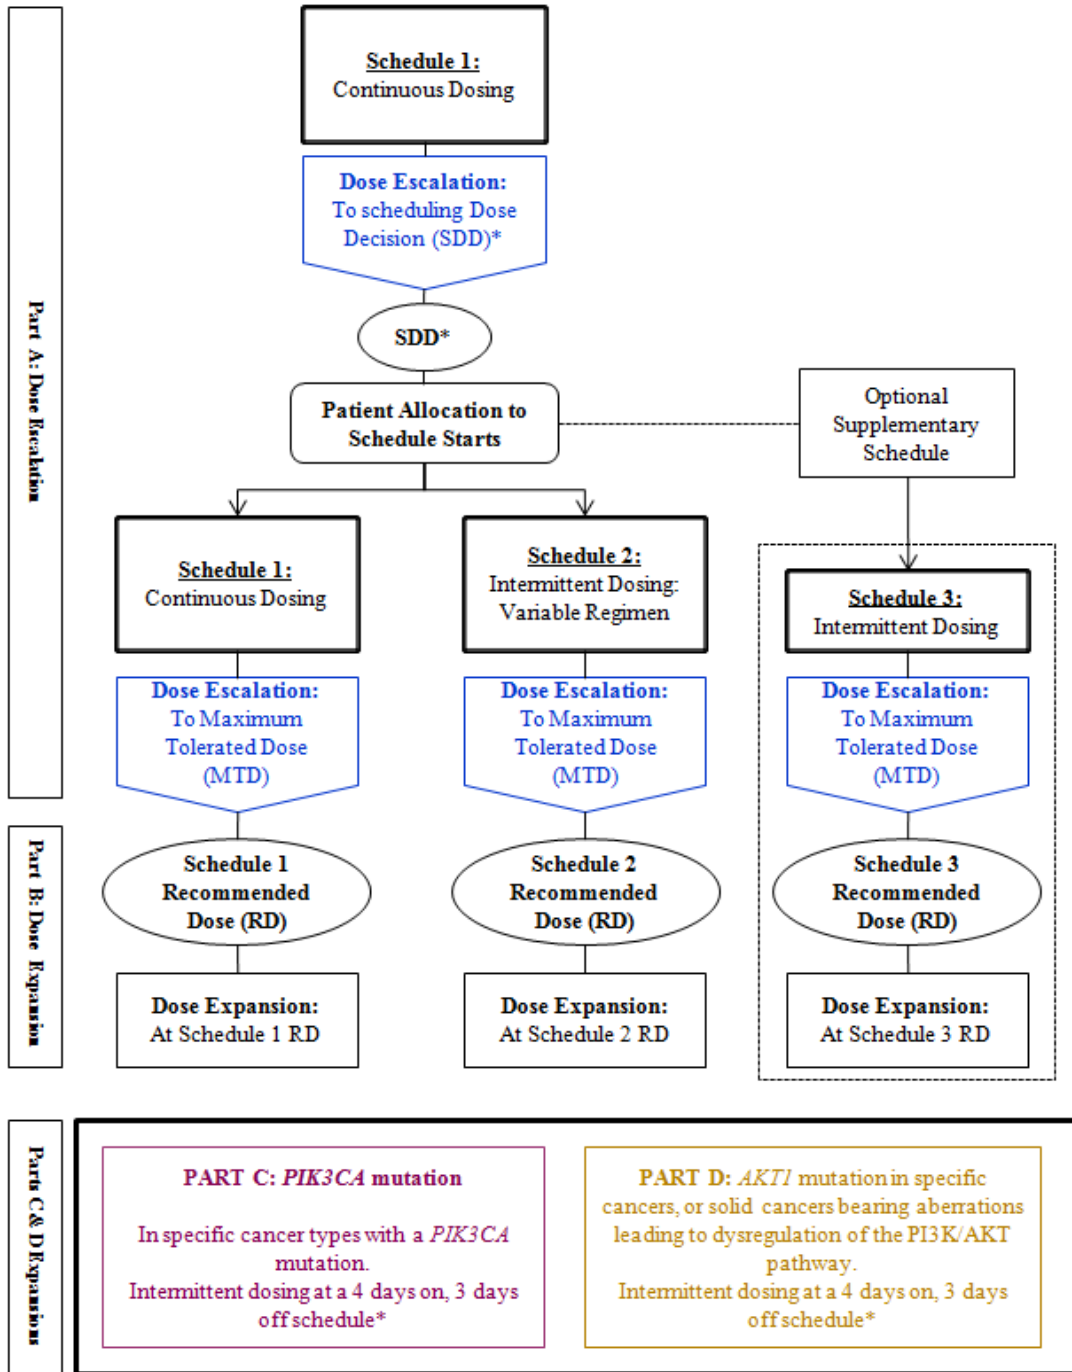 Part A: Dose Escalation
Schedule 1:
Continuous Dosing
Dose Escalation:
To scheduling Dose
Decision (SDD)*
SDD*
Patient Allocation to
Schedule Starts
Optional
Supplementary
Schedule
Schedule 1:
Continuous Dosing
Schedule 2:
Intermittent Dosing:
Variable Regimen
Schedule 3:
Intermittent Dosing
Dose Escalation:
To Maximum
Tolerated Dose
(MTD)
Dose Escalation:
To Maximum
Tolerated Dose
(MTD)
Dose Escalation:
To Maximum
Tolerated Dose
(MTD)
Part B: Dose Expansion
Schedule 1
Recommended
Dose (RD)
Schedule 2
Recommended
Dose (RD)
Schedule 3
Recommended
Dose (RD)
Dose Expansion:
At Schedule 1 RD
Dose Expansion:
At Schedule 2 RD
Dose Expansion:
At Schedule 3 RD
Parts C & D Expansions
PART C: PIK3CA mutation
In specific cancer types with a PIK3CA
mutation.
Intermittent dosing at a 4 days on, 3 days
off schedule*
PART D: AKT1 mutation in specific
cancers, or solid cancers bearing aberrations
leading to dysregulation of the PI3K/AKT
pathway.
Intermittent dosing at a 4 days on, 3 days
off schedule*